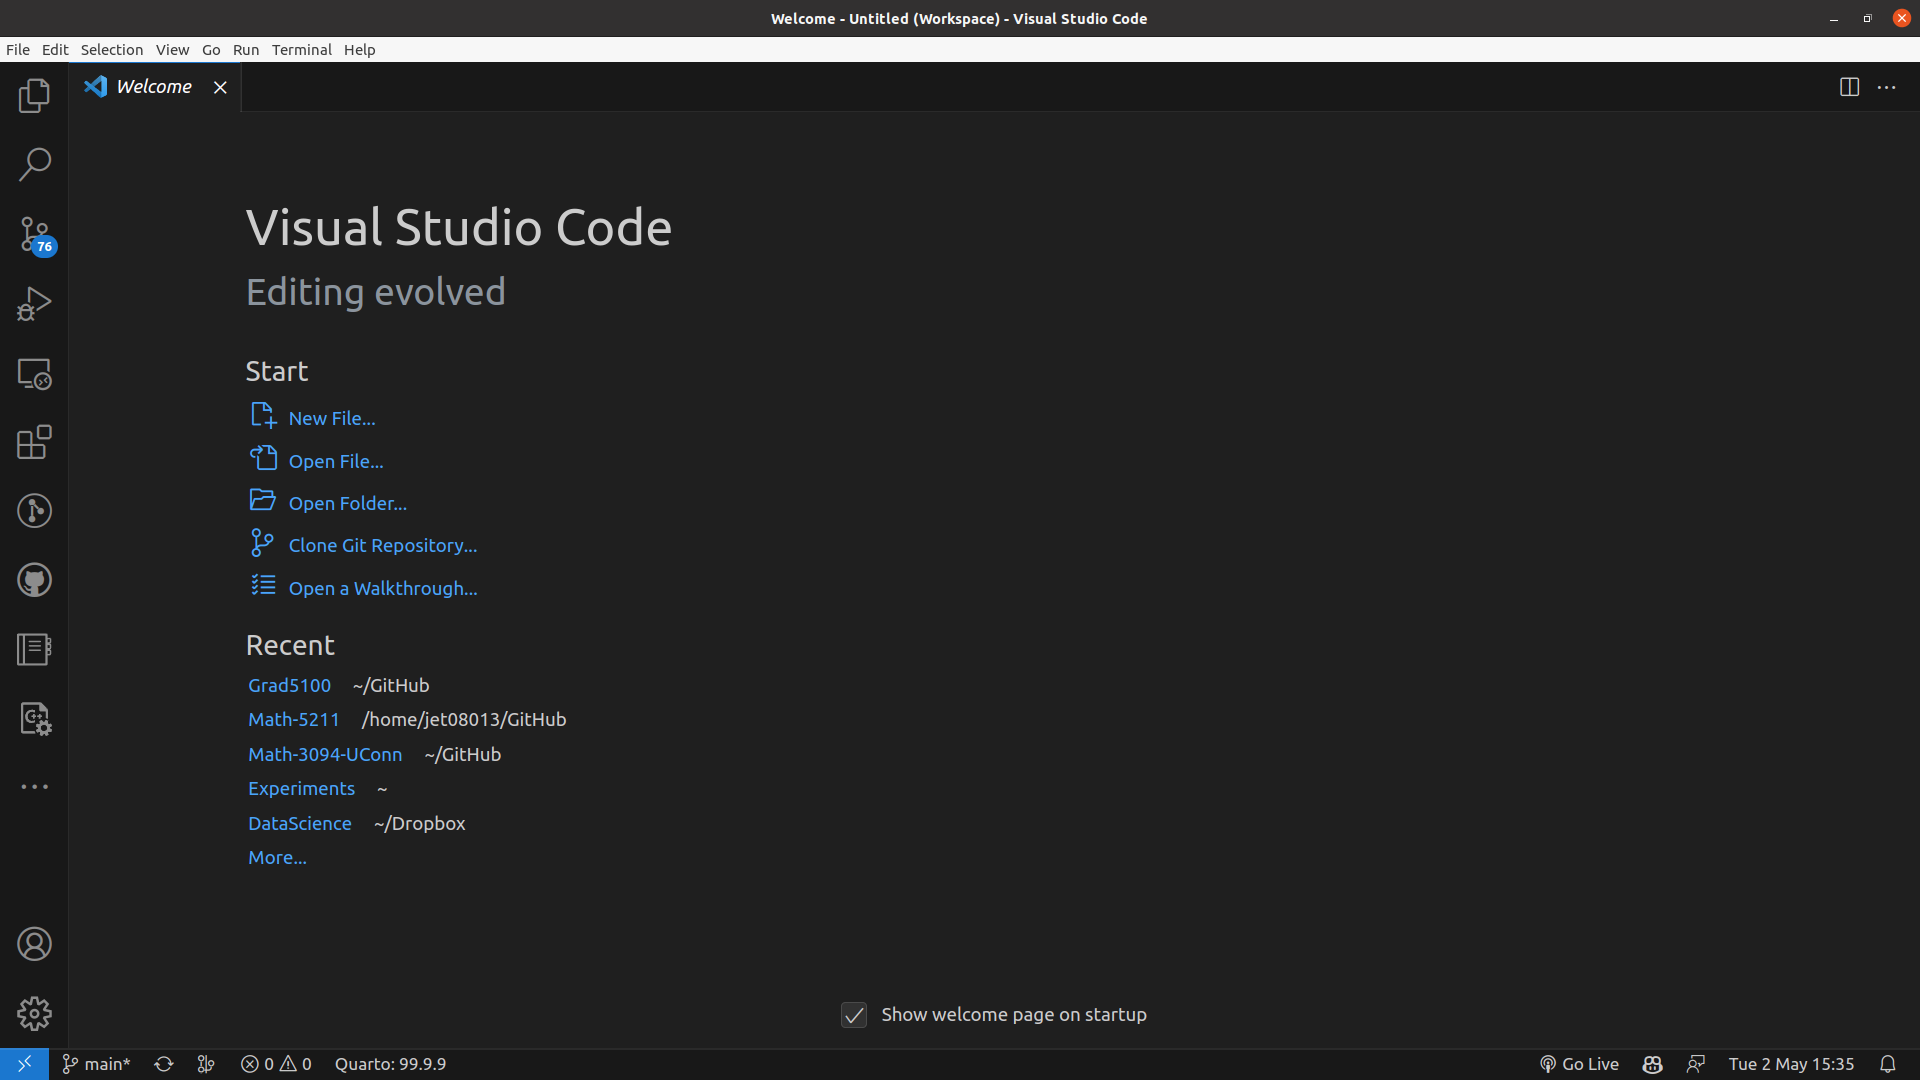 Welcome - Untitled (Workspace) - Visual Studio Code
File Edit Selection View Go Run Terminal Help
Welcome
76
Visual Studio Code
Editing evolved
Start
New File...
Open File...
Open Folder...
Clone Git Repository...
Open a Walkthrough...
Recent
Grad5100 ~/GitHub
Math-5211 /home/jet08013/GitHub
Math-3094-UConn ~/GitHub
Experiments ~
DataScience ~/Dropbox
More...
C++
Show welcome page on startup
main* 0 0 Quarto: 99.9.9 Go Live Tue 2 May 15:35